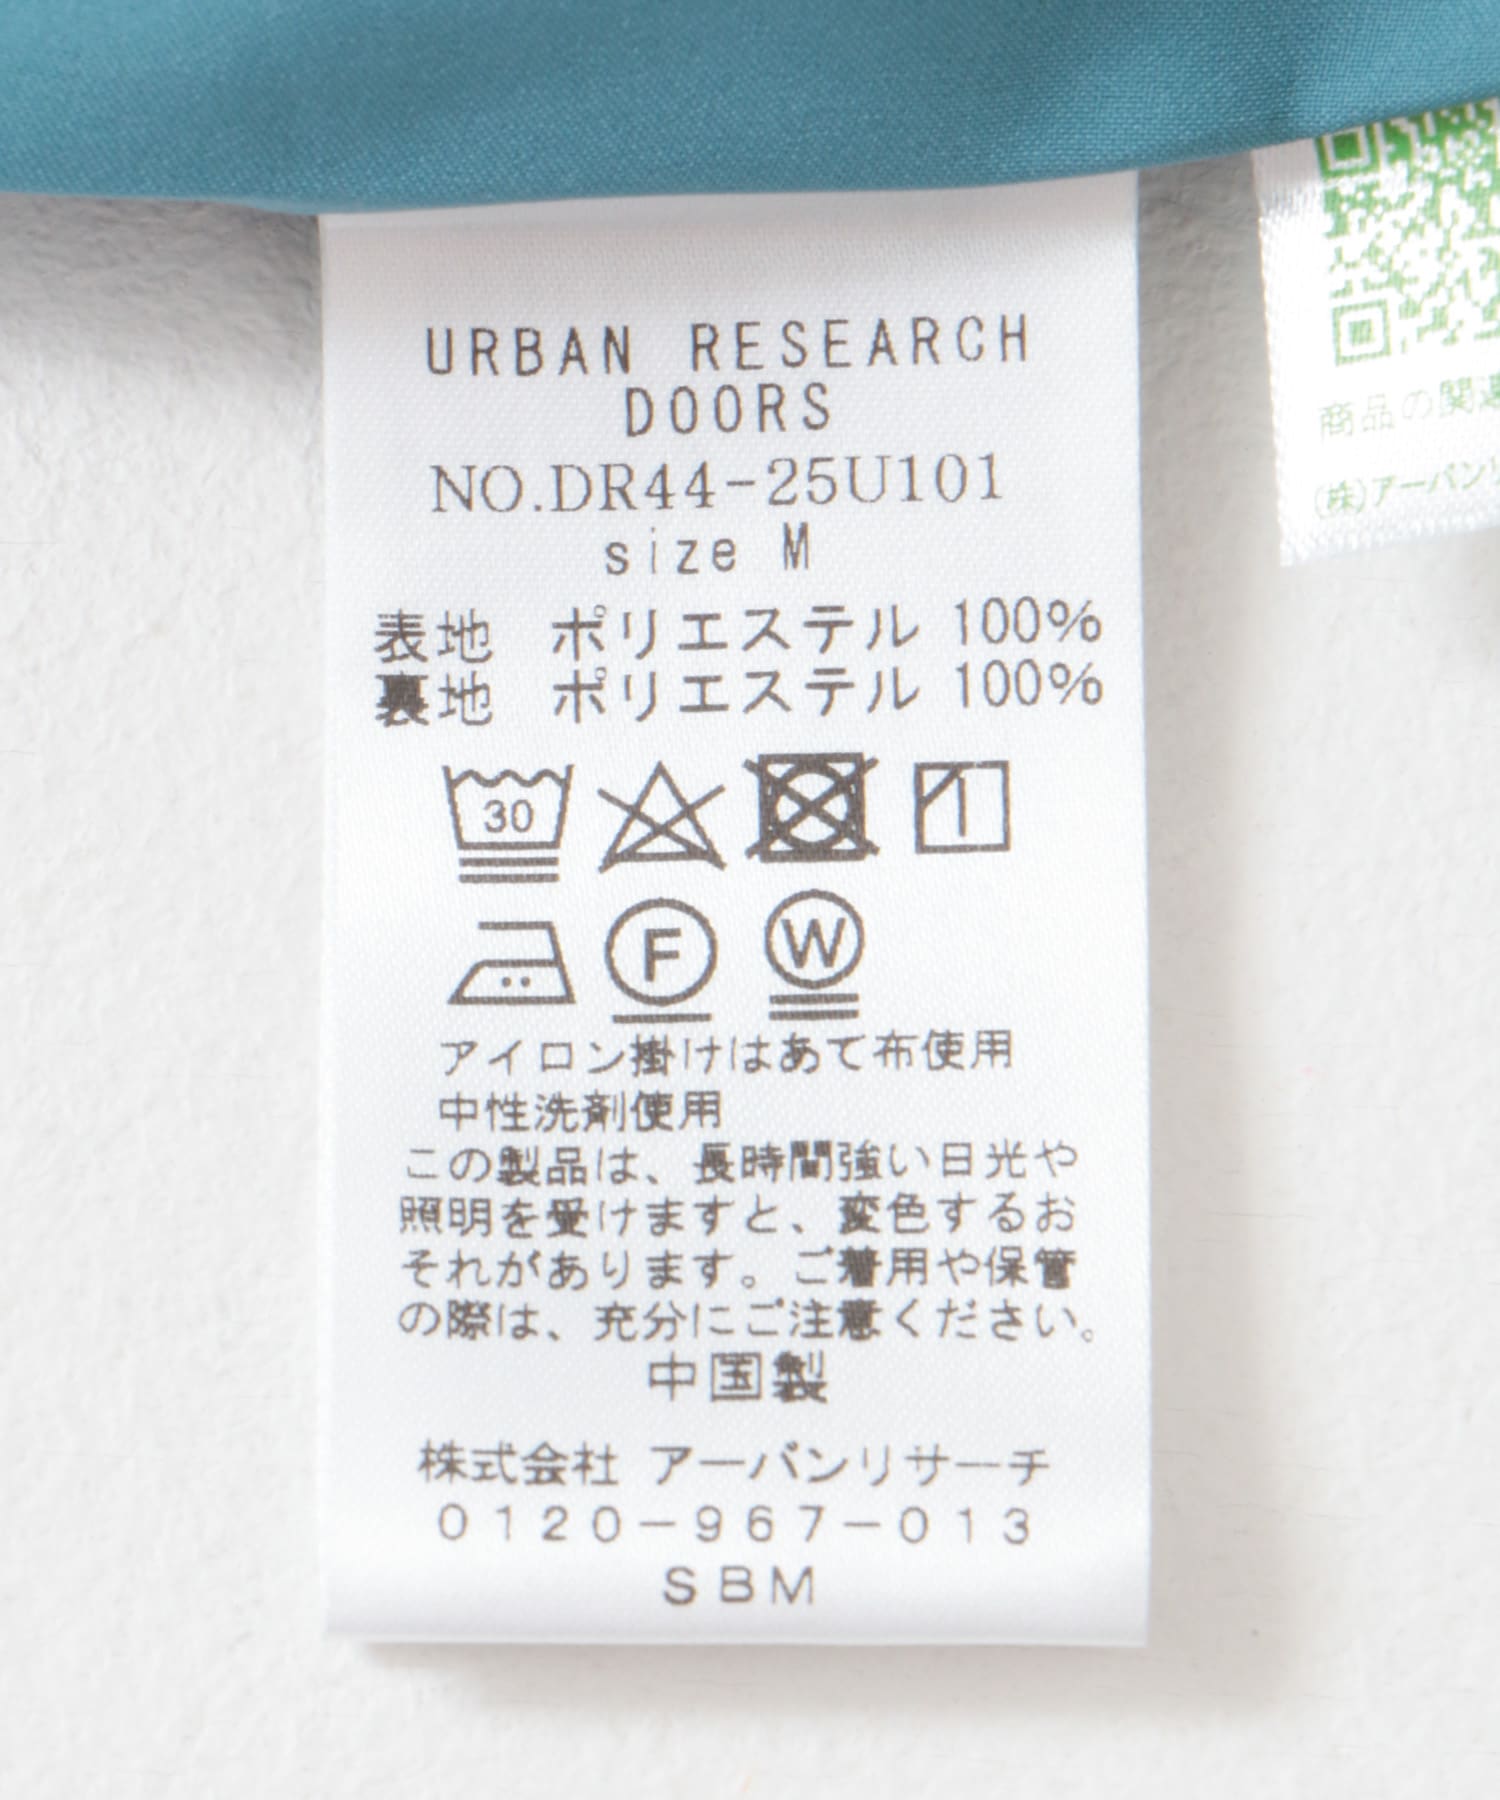 URBAN RESEARCH
DOORS
NO.DR44-25U101
size M
表地 ポリエステル 100%
裏地 ポリエステル 100%
30
F
W
アイロン掛けはあて布使用
中性洗剤使用
この製品は、長時間強い日光や
照明を受けますと、変色するお
それがあります。ご着用や保管
の際は、充分にご注意ください。
中国製
株式会社 アーバンリサーチ
0120-967-013
SBM
商品の関連
(株)アーバン